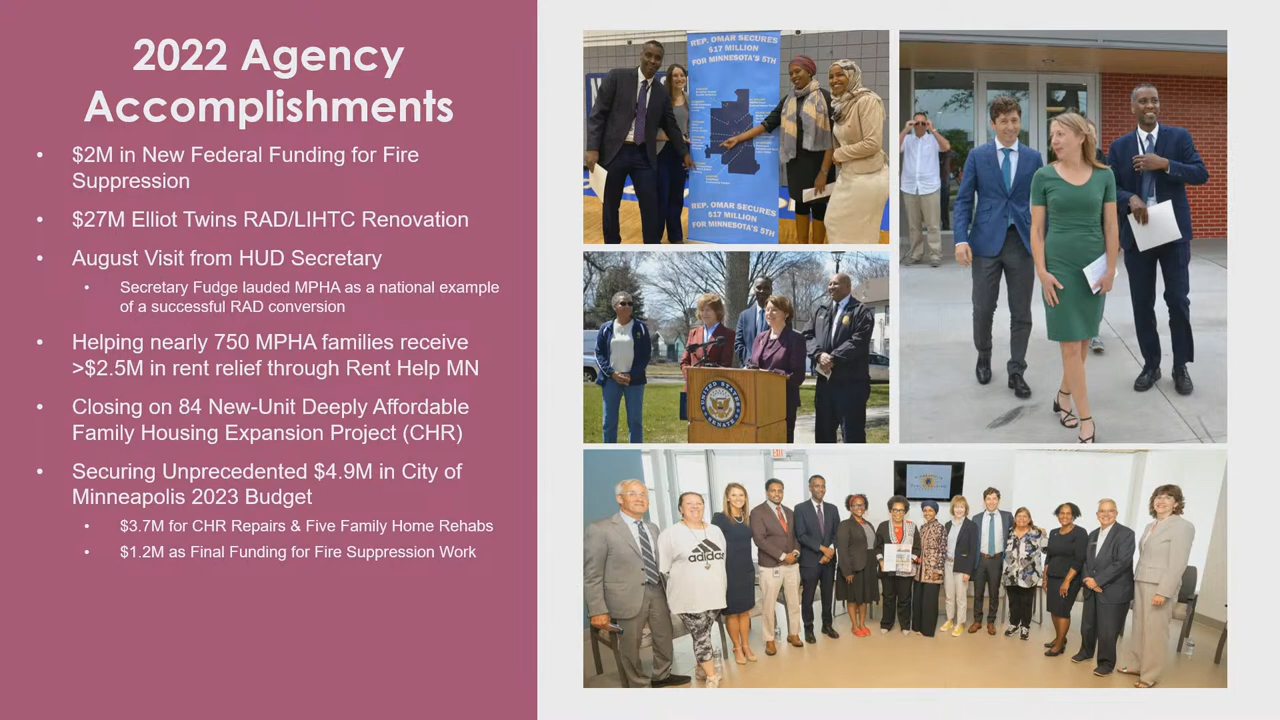 2022 Agency
Accomplishments
• $2M in New Federal Funding for Fire
Suppression
• $27M Elliot Twins RAD/LIHTC Renovation
• August Visit from HUD Secretary
• Secretary Fudge lauded MPHA as a national example
of a successful RAD conversion
• Helping nearly 750 MPHA families receive
>$2.5M in rent relief through Rent Help MN
• Closing on 84 New-Unit Deeply Affordable
Family Housing Expansion Project (CHR)
• Securing Unprecedented $4.9M in City of
Minneapolis 2023 Budget
• $3.7M for CHR Repairs & Five Family Home Rehabs
• $1.2M as Final Funding for Fire Suppression Work
REP. OMAR SECURES
$17 MILLION
FOR MINNESOTA'S 5TH
REP. OMAR SECURES
$17 MILLION
FOR MINNESOTA'S 5TH
UNITED STATES
SENATE
EXIT
adidas